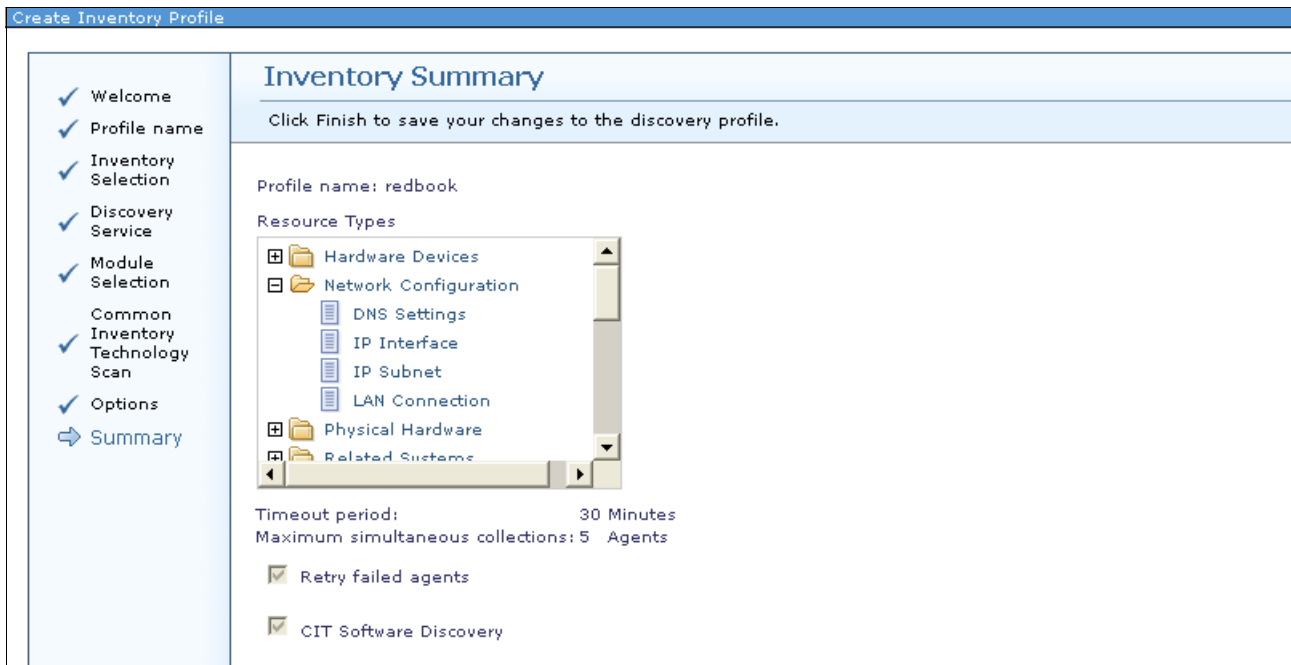 Create Inventory Profile
Welcome
Profile name
Inventory
Selection
Discovery
Service
Module
Selection
Common
Inventory
Technology
Scan
Options
Summary
Inventory Summary
Click Finish to save your changes to the discovery profile.
Profile name: redbook
Resource Types
Hardware Devices
Network Configuration
DNS Settings
IP Interface
IP Subnet
LAN Connection
Physical Hardware
Related Systems
Timeout period: 30 Minutes
Maximum simultaneous collections: 5 Agents
Retry failed agents
CIT Software Discovery